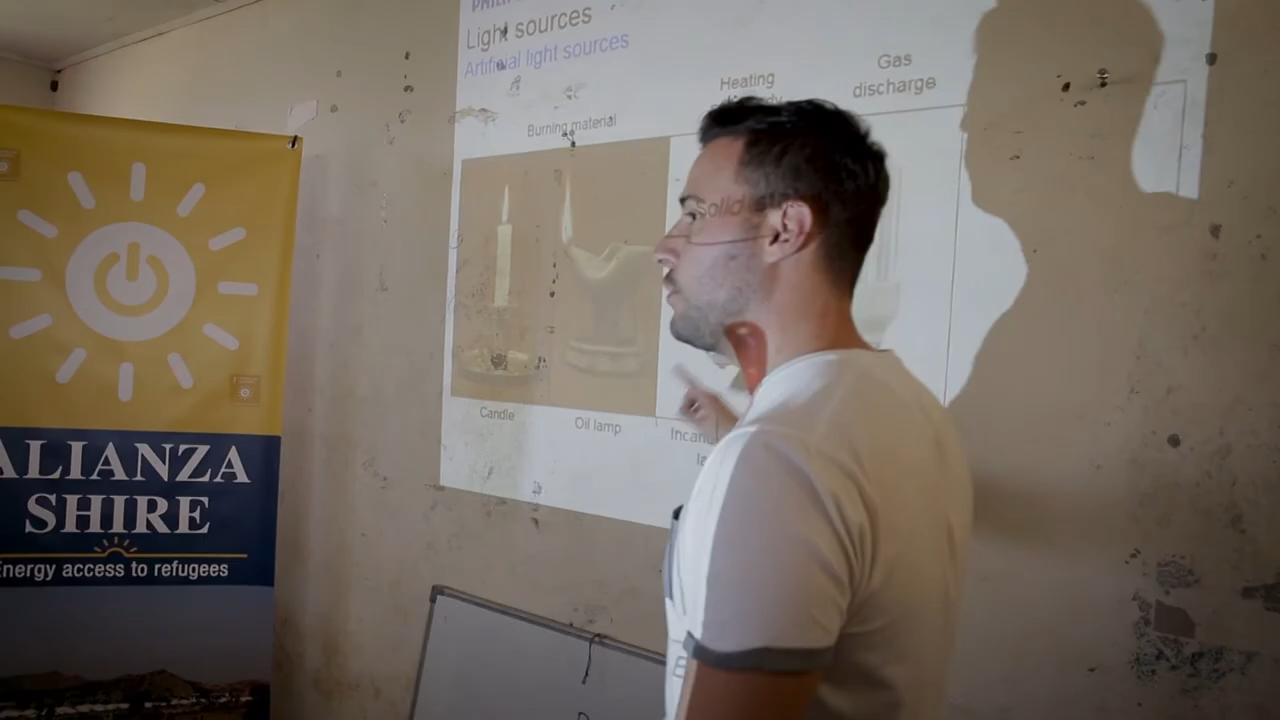 Light sources
Artificial light sources
Burning material
Heating
Gas
discharge
solid
Candle
Oil lamp
ALIANZA
SHIRE
Energy access to refugees